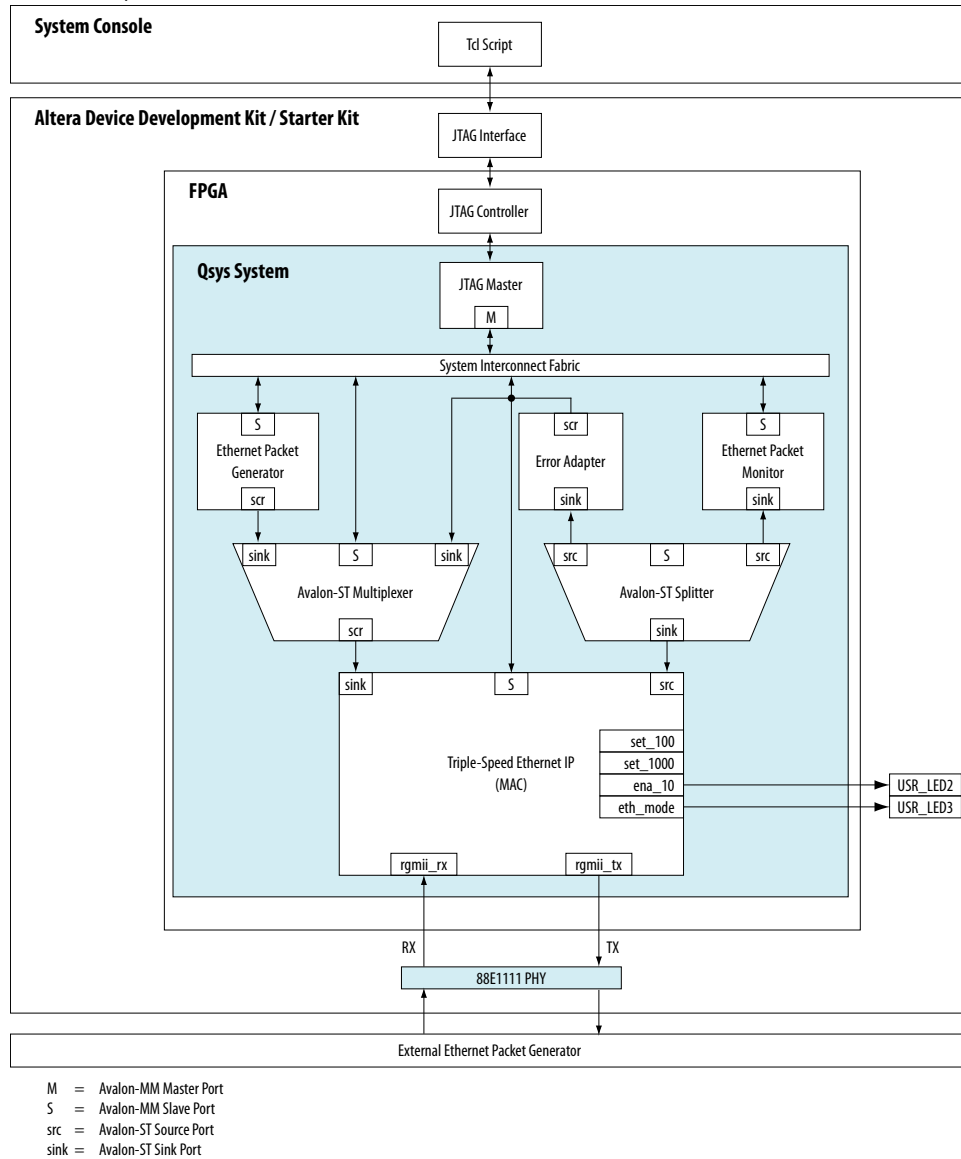 System Console
Tcl Script
Altera Device Development Kit / Starter Kit
JTAG Interface
FPGA
JTAG Controller
Qsys System
JTAG Master
M
System Interconnect Fabric
S
Ethernet Packet
Generator
scr
scr
Error Adapter
sink
S
Ethernet Packet
Monitor
sink
sink
S
sink
Avalon-ST Multiplexer
scr
src
S
src
Avalon-ST Splitter
sink
sink
S
src
Triple-Speed Ethernet IP
(MAC)
set_100
set_1000
ena_10
eth_mode
USR_LED2
USR_LED3
rgmii_rx
rgmii_tx
RX
TX
88E1111 PHY
External Ethernet Packet Generator
M = Avalon-MM Master Port
S = Avalon-MM Slave Port
src = Avalon-ST Source Port
sink = Avalon-ST Sink Port